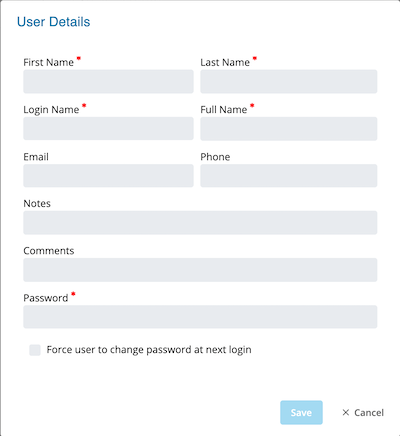 User Details
First Name *
Last Name *
Login Name *
Full Name *
Email
Phone
Notes
Comments
Password *
Force user to change password at next login
Save
× Cancel